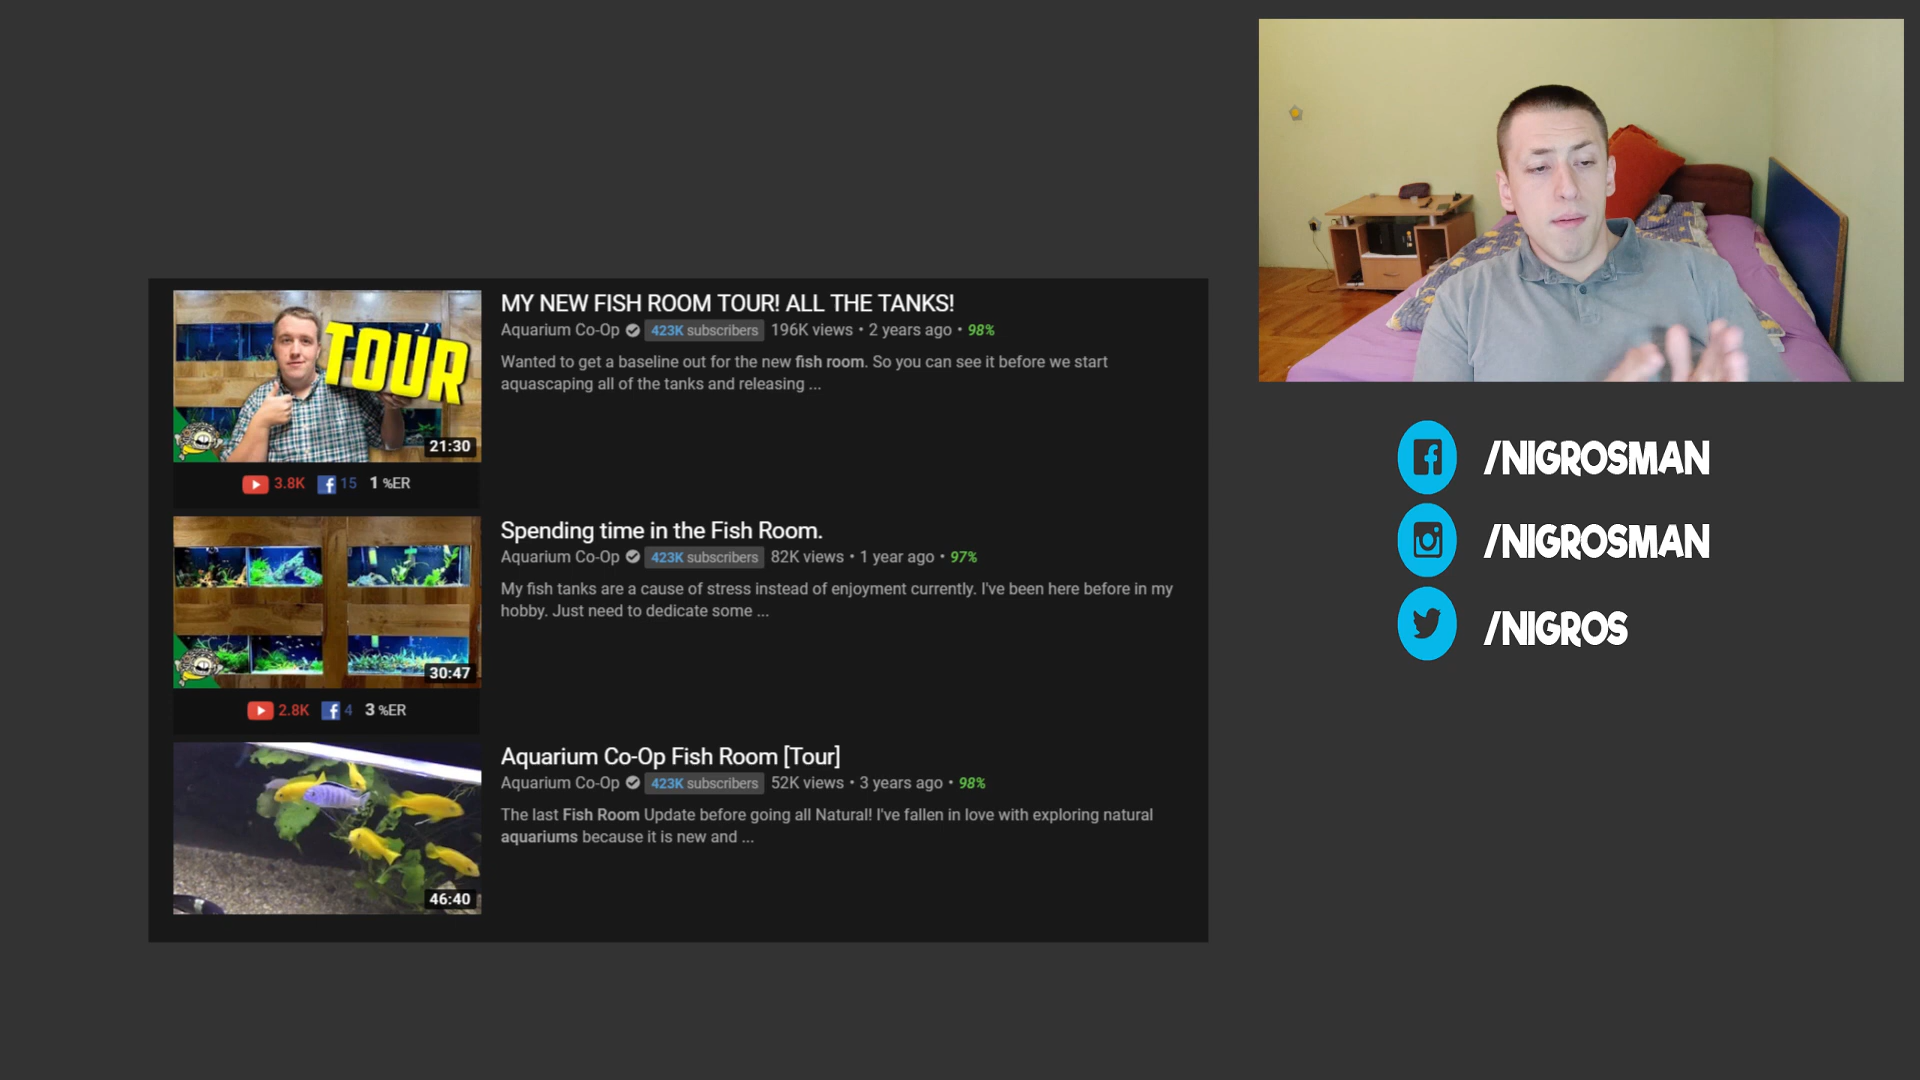 MY NEW FISH ROOM TOUR! ALL THE TANKS!
Aquarium Co-Op 423K subscribers 196K views • 2 years ago • 98%
Wanted to get a baseline out for the new fish room. So you can see it before we start
aquascaping all of the tanks and releasing ...
TOUR
21:30
3.8K 15 1 %ER
Spending time in the Fish Room.
Aquarium Co-Op 423K subscribers 82K views • 1 year ago • 97%
My fish tanks are a cause of stress instead of enjoyment currently. I've been here before in my
hobby. Just need to dedicate some ...
30:47
2.8K 4 3 %ER
Aquarium Co-Op Fish Room [Tour]
Aquarium Co-Op 423K subscribers 52K views • 3 years ago • 98%
The last Fish Room Update before going all Natural! I've fallen in love with exploring natural
aquariums because it is new and ...
46:40
/NIGROSMAN
/NIGROSMAN
/NIGROS